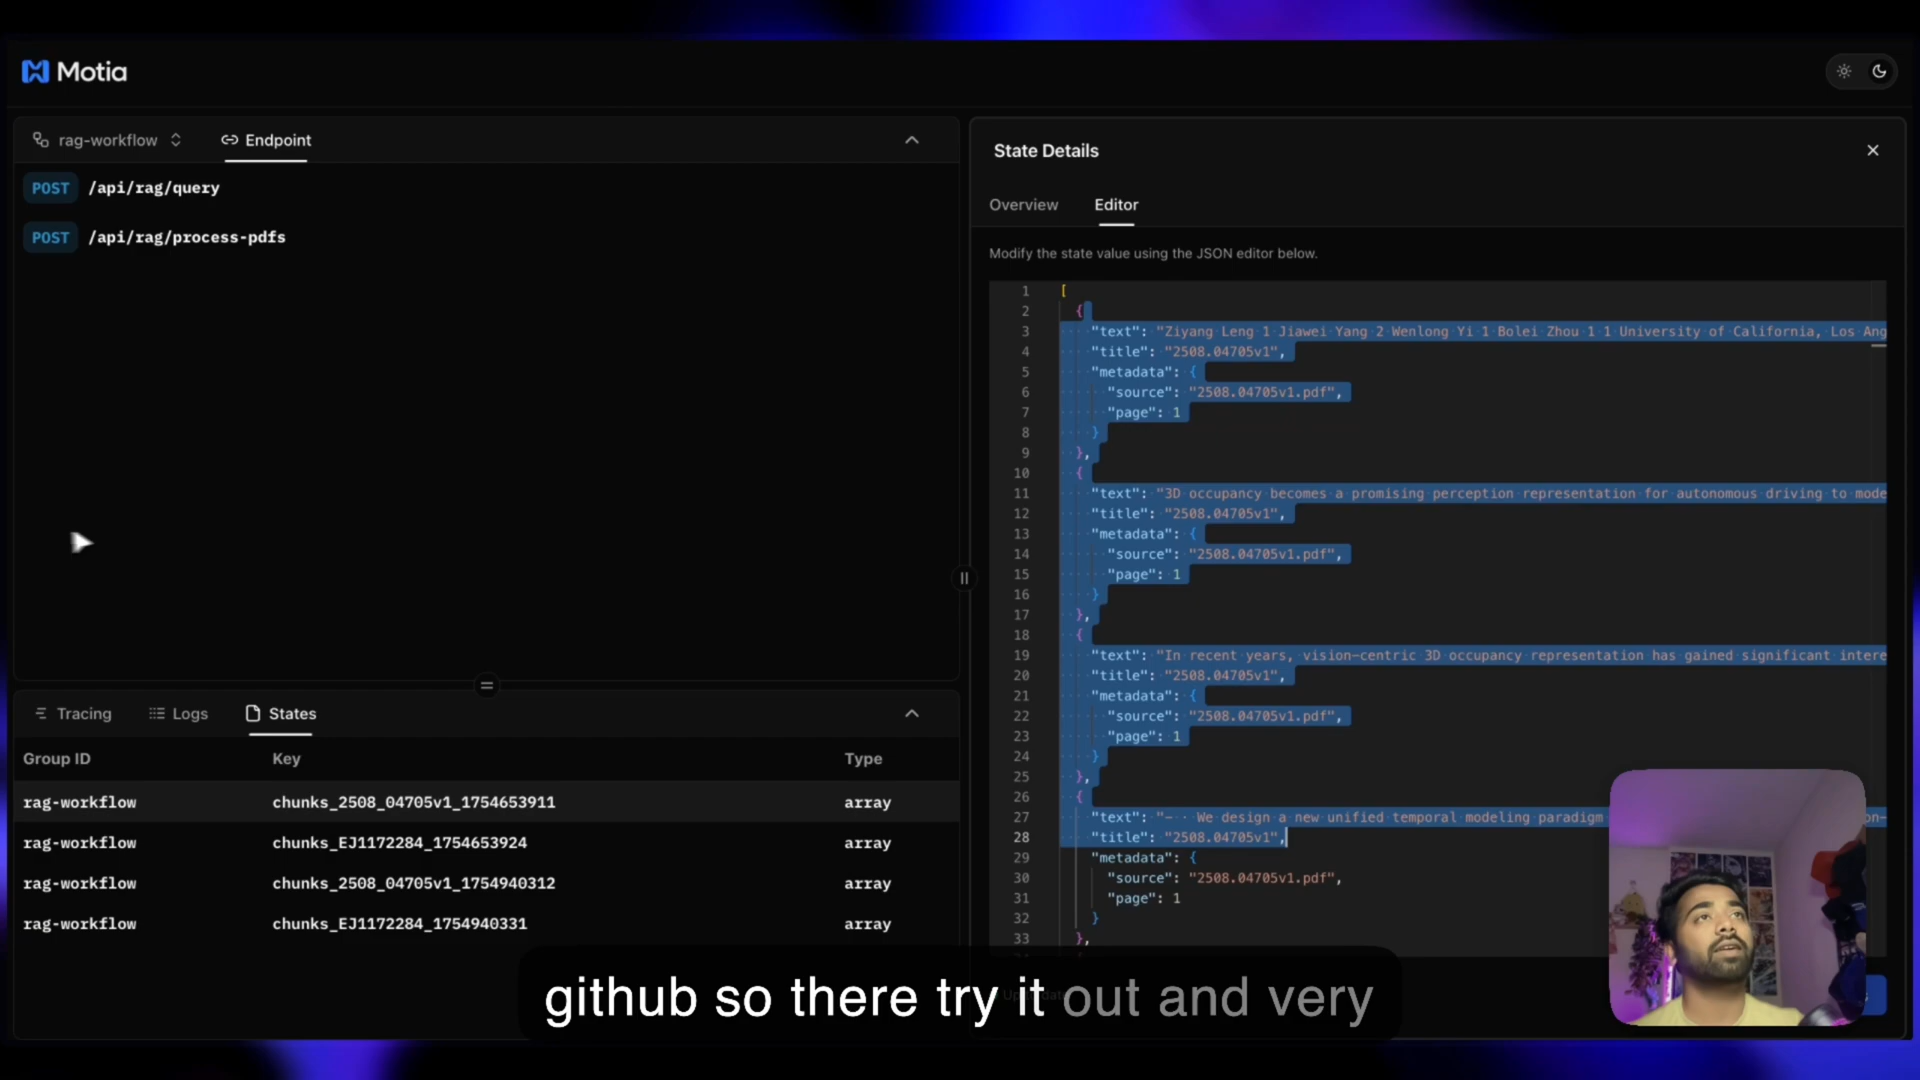 Motia
rag-workflow
Endpoint
POST /api/rag/query
POST /api/rag/process-pdfs
Tracing
Logs
States
Group ID Key Type
rag-workflow chunks_2508_04705v1_1754653911 array
rag-workflow chunks_EJ1172284_1754653924 array
rag-workflow chunks_2508_04705v1_1754940312 array
rag-workflow chunks_EJ1172284_1754940331 array
State Details
Overview
Editor
Modify the state value using the JSON editor below.
1 [
2 {
3 "text": "Ziyang Leng 1 Jiawei Yang 2 Wenlong Yi 1 Bolei Zhou 1 1 University of California, Los Ang
4 "title": "2508.04705v1",
5 "metadata": {
6 "source": "2508.04705v1.pdf",
7 "page": 1
8 }
9 },
10 {
11 "text": "3D occupancy becomes a promising perception representation for autonomous driving to mode
12 "title": "2508.04705v1",
13 "metadata": {
14 "source": "2508.04705v1.pdf",
15 "page": 1
16 }
17 },
18 {
19 "text": "In recent years, vision-centric 3D occupancy representation has gained significant intere
20 "title": "2508.04705v1",
21 "metadata": {
22 "source": "2508.04705v1.pdf",
23 "page": 1
24 }
25 },
26 {
27 "text": "- We design a new unified temporal modeling paradigm on-
28 "title": "2508.04705v1",
29 "metadata": {
30 "source": "2508.04705v1.pdf",
31 "page": 1
32 }
33 },
github so there try it out and very